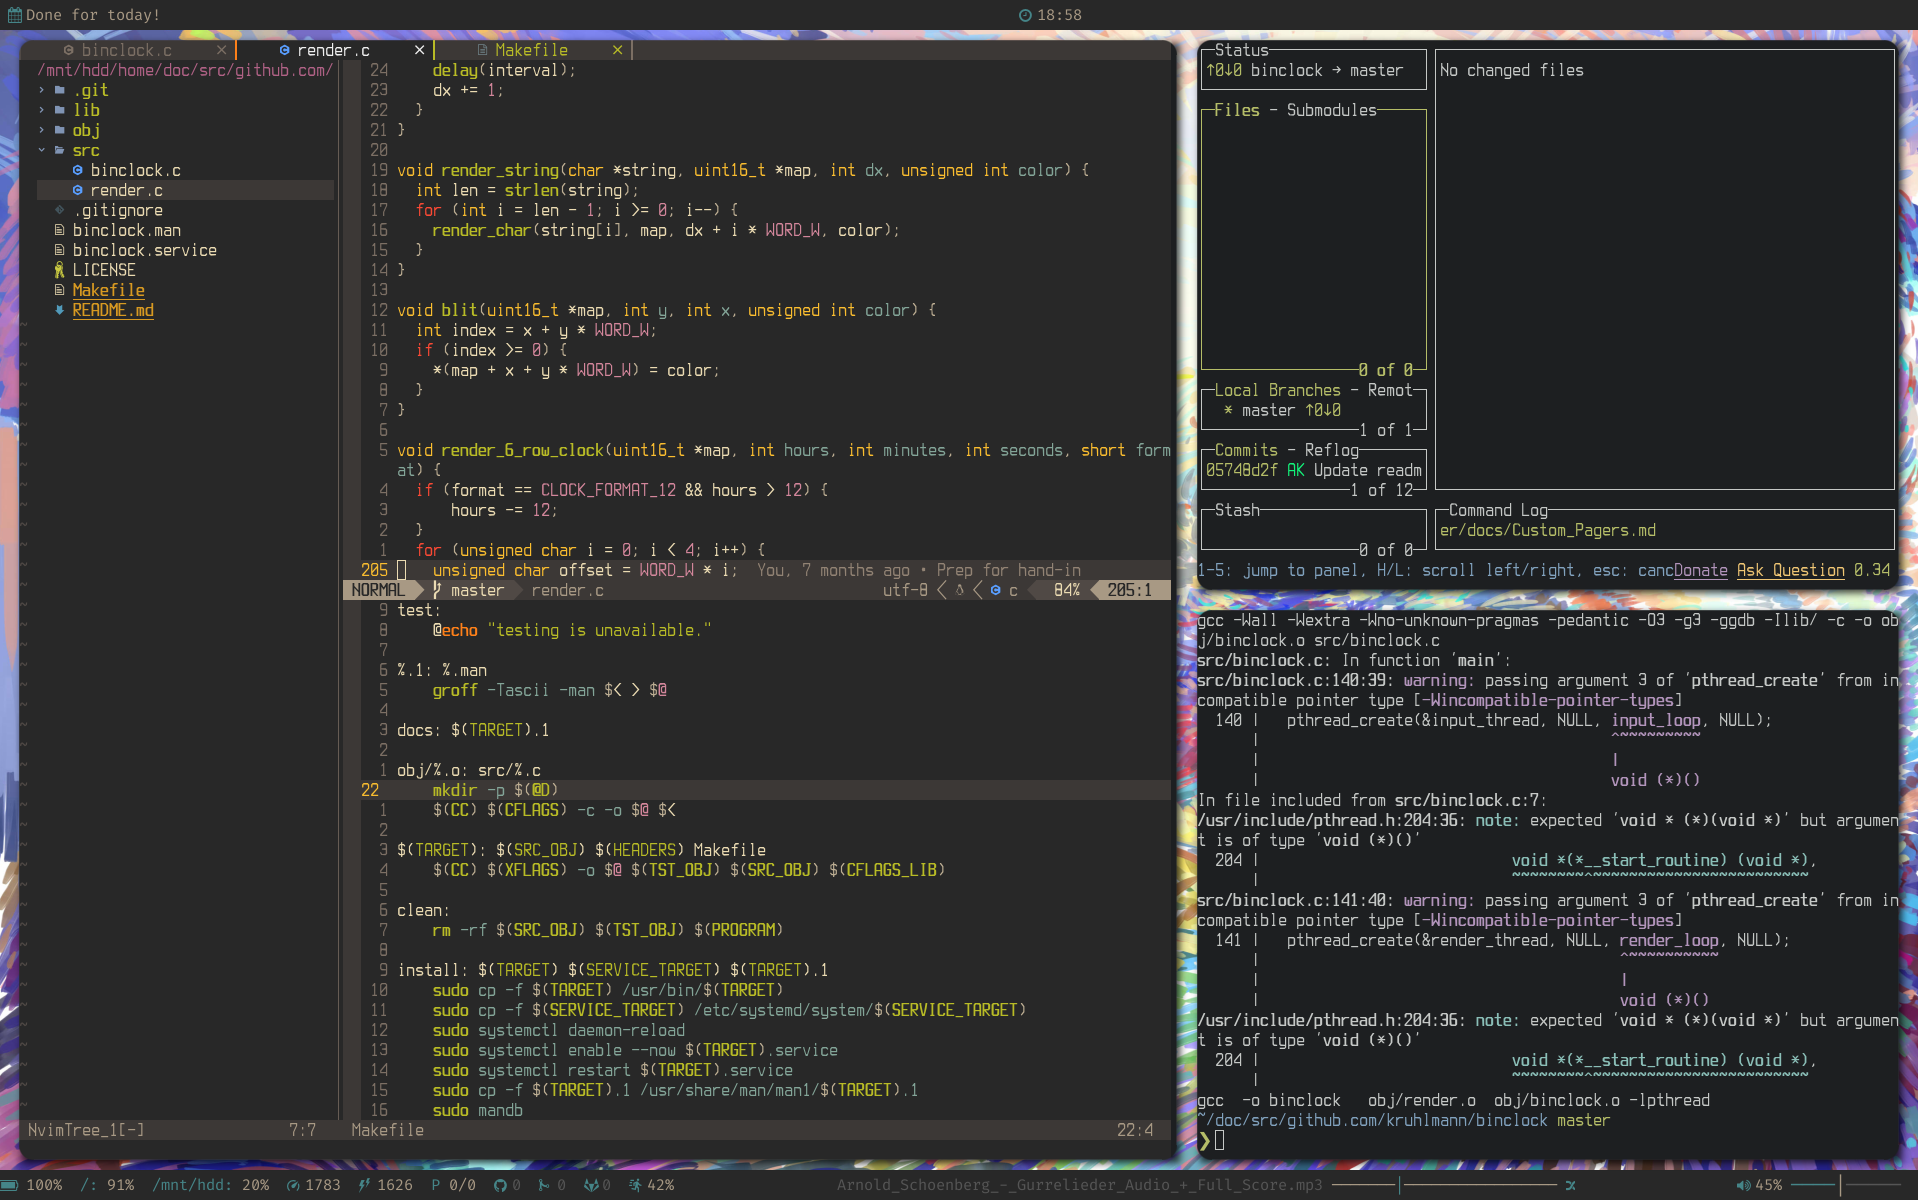 Done for today!
18:58
binclock.c
render.c
Makefile
/mnt/hdd/home/doc/src/github.com/
.git
lib
obj
src
binclock.c
render.c
.gitignore
binclock.man
binclock.service
LICENSE
Makefile
README.md
NvimTree_1[-] 7:7
24 delay(interval);
23 dx += 1;
22 }
21 }
20
19 void render_string(char *string, uint16_t *map, int dx, unsigned int color) {
18 int len = strlen(string);
17 for (int i = len - 1; i >= 0; i--) {
16 render_char(string[i], map, dx + i * WORD_W, color);
15 }
14 }
13
12 void blit(uint16_t *map, int y, int x, unsigned int color) {
11 int index = x + y * WORD_W;
10 if (index >= 0) {
9 *(map + x + y * WORD_W) = color;
8 }
7 }
6
5 void render_6_row_clock(uint16_t *map, int hours, int minutes, int seconds, short form
at) {
4 if (format == CLOCK_FORMAT_12 && hours > 12) {
3 hours -= 12;
2 }
1 for (unsigned char i = 0; i < 4; i++) {
205 unsigned char offset = WORD_W * i; You, 7 months ago • Prep for hand-in
NORMAL master render.c utf-8 c 84% 205:1
9 test:
8 @echo "testing is unavailable."
7
6 %.1: %.man
5 groff -Tascii -man $< > $@
4
3 docs: $(TARGET).1
2
1 obj/%.o: src/%.c
22 mkdir -p $(@D)
1 $(CC) $(CFLAGS) -c -o $@ $<
2
3 $(TARGET): $(SRC_OBJ) $(HEADERS) Makefile
4 $(CC) $(XFLAGS) -o $@ $(TST_OBJ) $(SRC_OBJ) $(CFLAGS_LIB)
5
6 clean:
7 rm -rf $(SRC_OBJ) $(TST_OBJ) $(PROGRAM)
8
9 install: $(TARGET) $(SERVICE_TARGET) $(TARGET).1
10 sudo cp -f $(TARGET) /usr/bin/$(TARGET)
11 sudo cp -f $(SERVICE_TARGET) /etc/systemd/system/$(SERVICE_TARGET)
12 sudo systemctl daemon-reload
13 sudo systemctl enable --now $(TARGET).service
14 sudo systemctl restart $(TARGET).service
15 sudo cp -f $(TARGET).1 /usr/share/man/man1/$(TARGET).1
16 sudo mandb
Makefile 22:4
Status
↑0↓0 binclock → master
Files - Submodules
0 of 0
Local Branches - Remot
* master ↑0↓0
1 of 1
Commits - Reflog
05748d2f AK Update readm
1 of 12
Stash
0 of 0
No changed files
Command Log
er/docs/Custom_Pagers.md
1-5: jump to panel, H/L: scroll left/right, esc: cancDonate Ask Question 0.34
gcc -Wall -Wextra -Wno-unknown-pragmas -pedantic -O3 -g3 -ggdb -Ilib/ -c -o ob
j/binclock.o src/binclock.c
src/binclock.c: In function 'main':
src/binclock.c:140:39: warning: passing argument 3 of 'pthread_create' from in
compatible pointer type [-Wincompatible-pointer-types]
140 | pthread_create(&input_thread, NULL, input_loop, NULL);
| ^~~~~~~~~~
| |
| void (*)()
In file included from src/binclock.c:7:
/usr/include/pthread.h:204:36: note: expected 'void * (*)(void *)' but argumen
t is of type 'void (*)()'
204 | void *(*__start_routine) (void *),
| ~~~~~~~~^~~~~~~~~~~~~~~~~~~~~~~~~
src/binclock.c:141:40: warning: passing argument 3 of 'pthread_create' from in
compatible pointer type [-Wincompatible-pointer-types]
141 | pthread_create(&render_thread, NULL, render_loop, NULL);
| ^~~~~~~~~~~
| |
| void (*)()
/usr/include/pthread.h:204:36: note: expected 'void * (*)(void *)' but argumen
t is of type 'void (*)()'
204 | void *(*__start_routine) (void *),
| ~~~~~~~~^~~~~~~~~~~~~~~~~~~~~~~~~
gcc -o binclock obj/render.o obj/binclock.o -lpthread
~/doc/src/github.com/kruhlmann/binclock master
❯
100% /: 91% /mnt/hdd: 20% 1783 1626 P 0/0 0 0 0 42%
Arnold_Schoenberg_-_Gurrelieder_Audio_+_Full_Score.mp3
45%